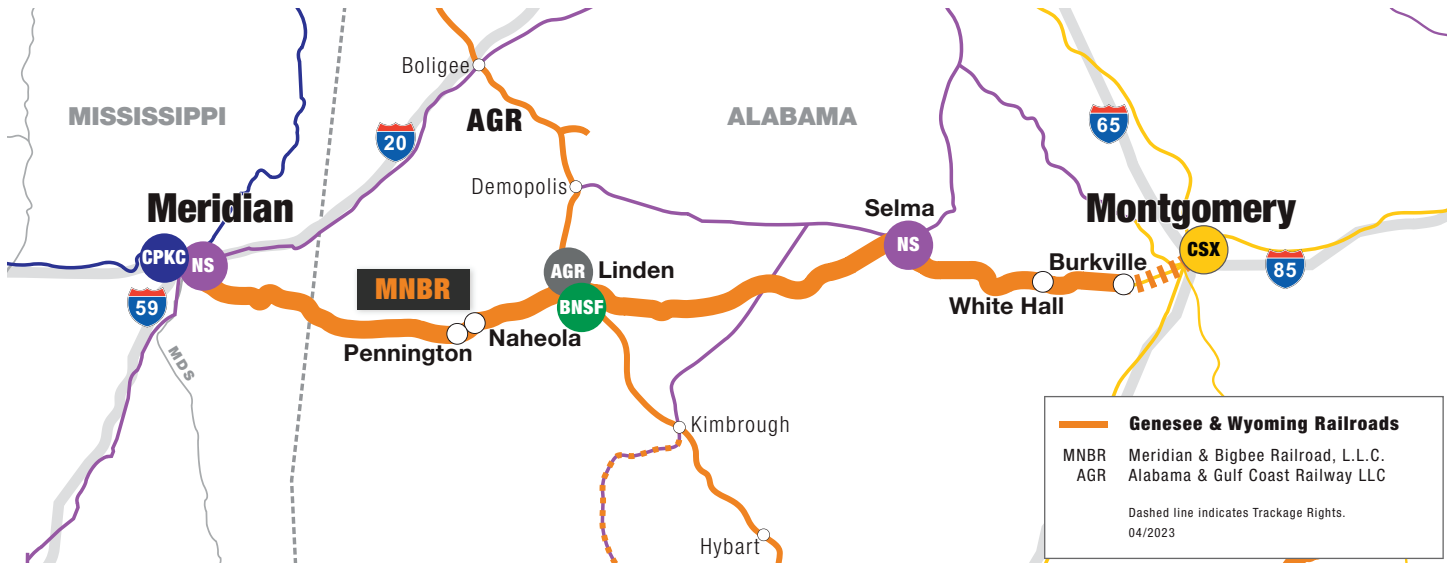 Boligee
MISSISSIPPI
AGR
ALABAMA
65
20
Demopolis
Meridian
Selma
Montgomery
CPKC
NS
AGR
Linden
NS
Burkville
CSX
85
59
MNBR
BNSF
White Hall
Pennington
Naheola
MDS
Kimbrough
Hybart
Genesee & Wyoming Railroads
MNBR Meridian & Bigbee Railroad, L.L.C.
AGR Alabama & Gulf Coast Railway LLC
Dashed line indicates Trackage Rights.
04/2023